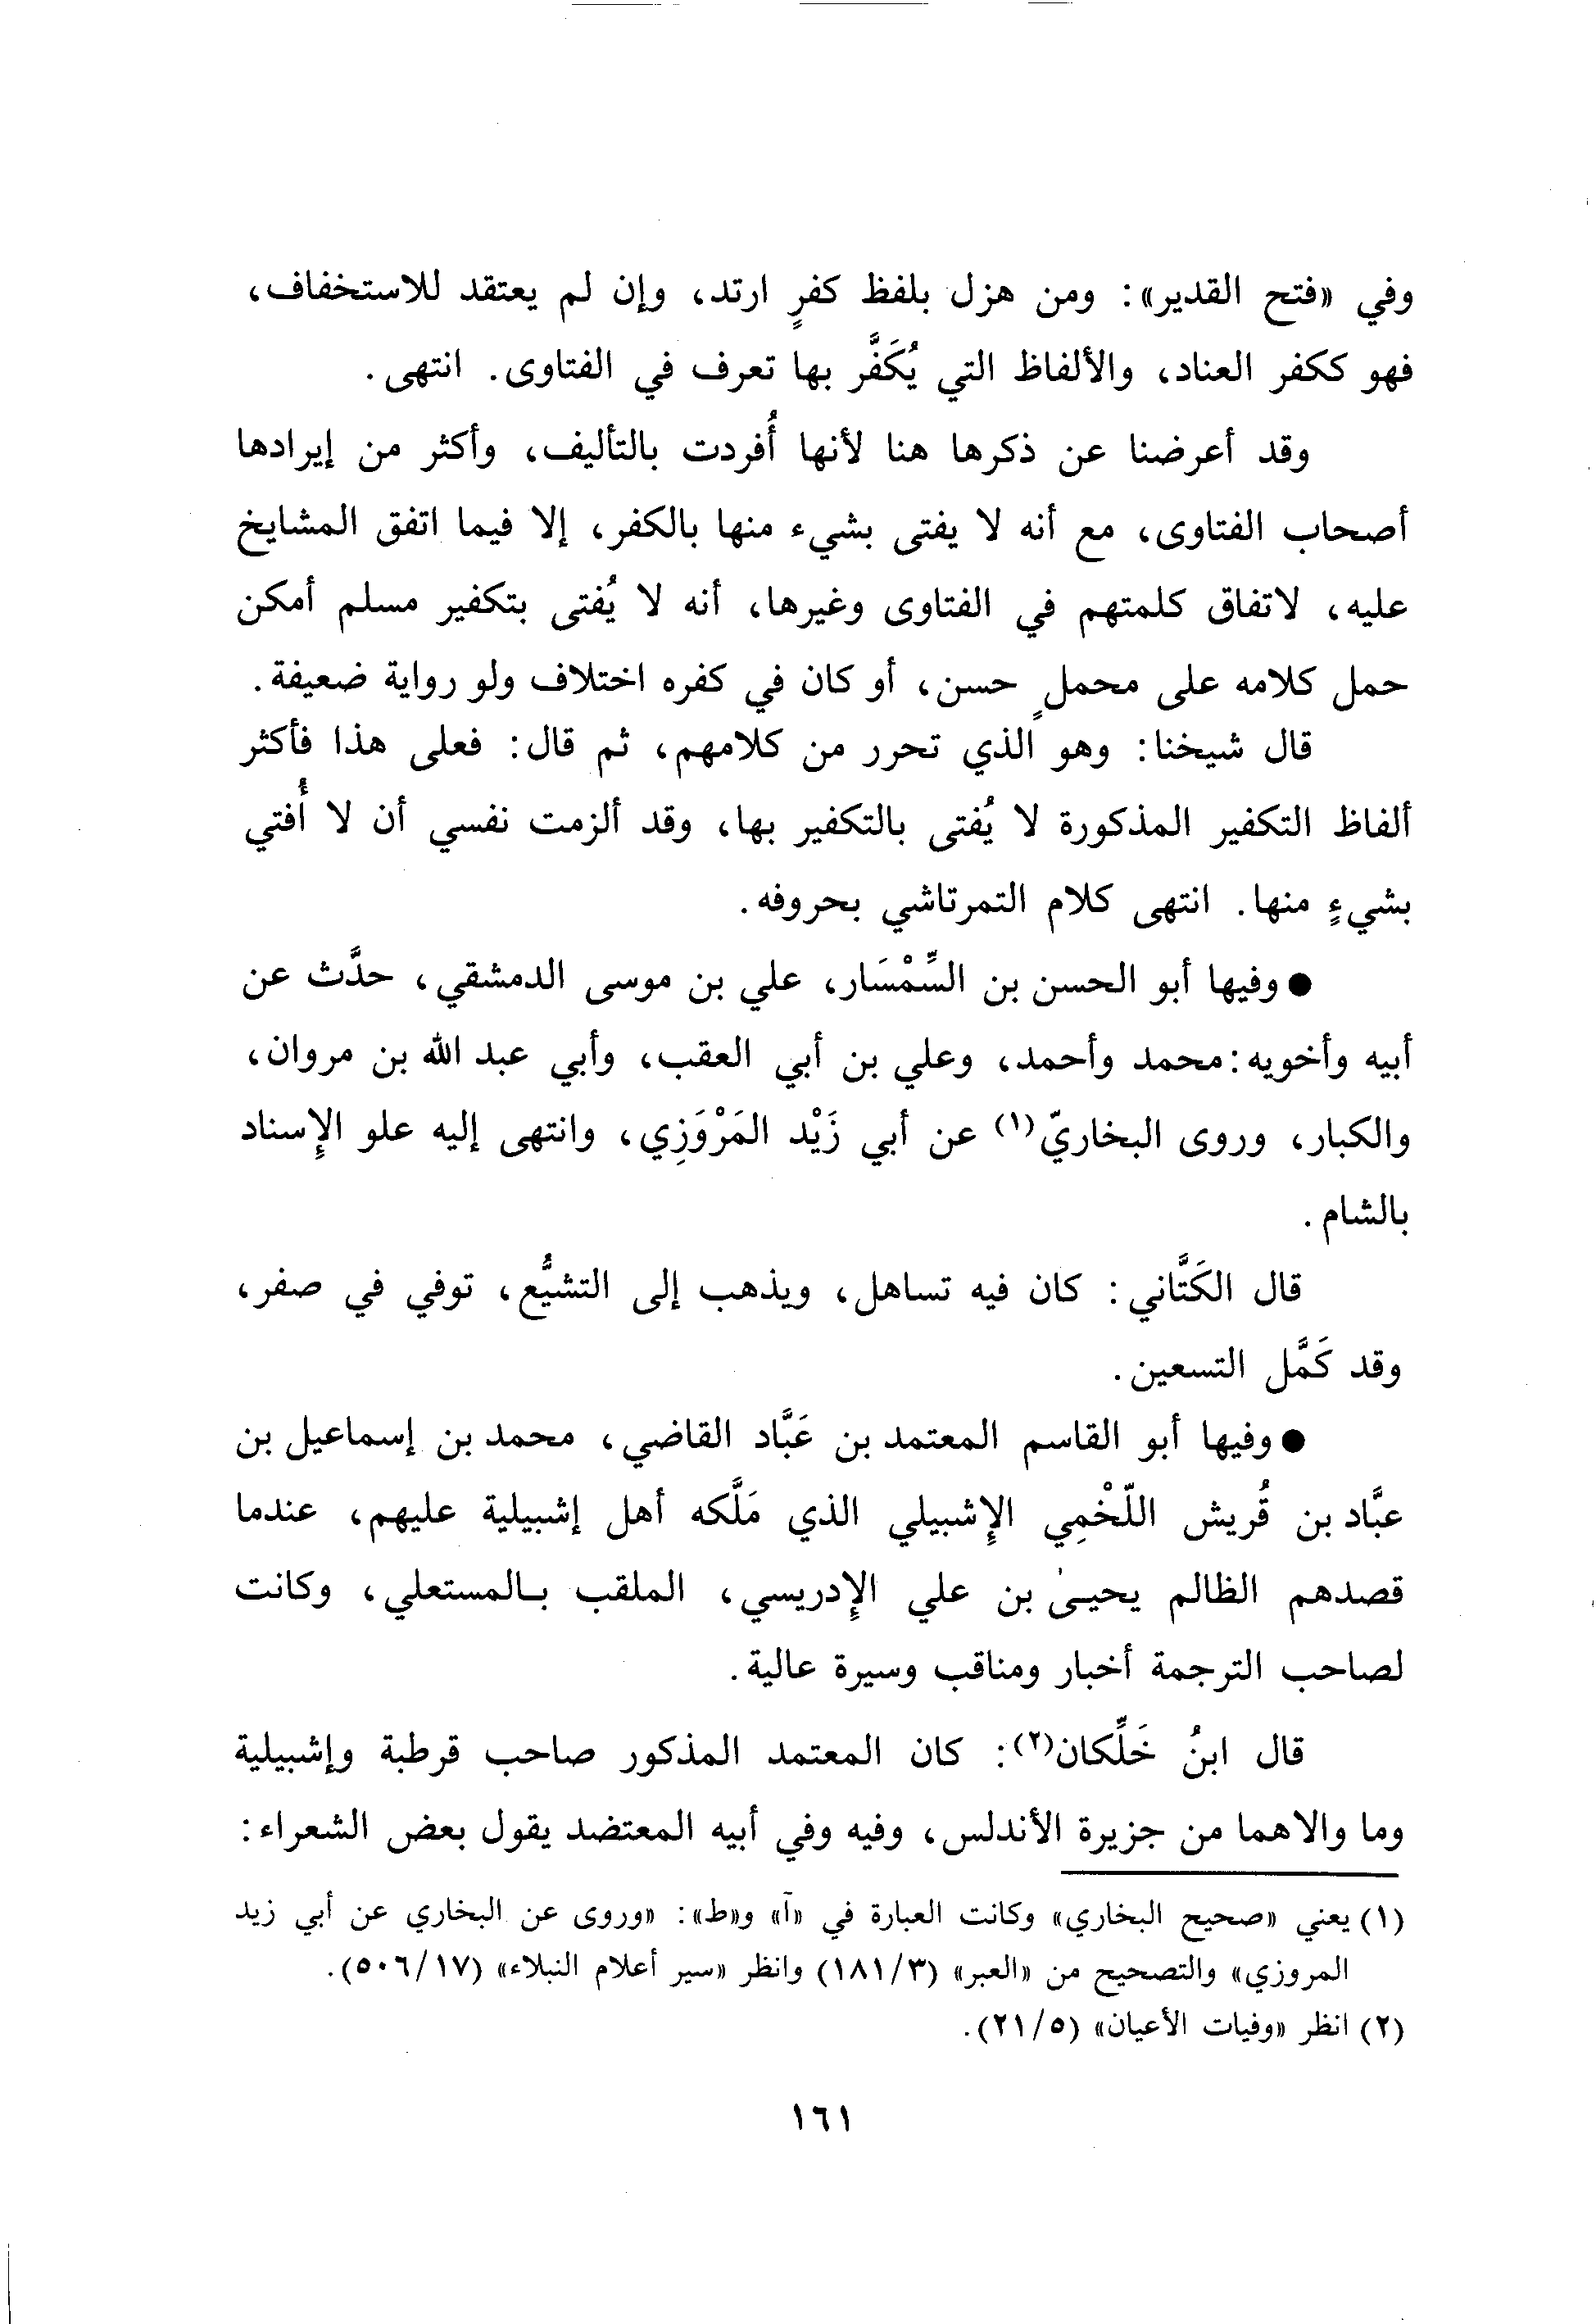 وفي «فتح القدير»: ومن هزل بلفظ كفرٍ ارتد، وإن لم يعتقد للاستخفاف،
فهو ككفر العناد، والألفاظ التي يُكَفَّر بها تعرف في الفتاوى. انتهى.
وقد أعرضنا عن ذكرها هنا لأنها أُفردت بالتأليف، وأكثر من إيرادها
أصحاب الفتاوى، مع أنه لا يفتى بشيء منها بالكفر، إلا فيما اتفق المشايخ
عليه، لاتفاق كلمتهم في الفتاوى وغيرها، أنه لا يُفتى بتكفير مسلم أمكن
حمل كلامه على محملٍ حسن، أو كان في كفره اختلاف ولو رواية ضعيفة.
قال شيخنا: وهو الذي تحرر من كلامهم، ثم قال: فعلى هذا فأكثر
ألفاظ التكفير المذكورة لا يُفتى بالتكفير بها، وقد ألزمت نفسي أن لا أُفتي
بشيءٍ منها. انتهى كلام التمرتاشي بحروفه.
● وفيها أبو الحسن بن السِّمْسَار، علي بن موسى الدمشقي، حدَّث عن
أبيه وأخويه: محمد وأحمد، وعلي بن أبي العقب، وأبي عبد الله بن مروان،
والكبار، وروى البخاريّ(١) عن أبي زَيْد المَرْوَزِي، وانتهى إليه علو الإِسناد
بالشام.
قال الكَتَّاني: كان فيه تساهل، ويذهب إلى التشيُّع، توفي في صفر،
وقد كَمَّل التسعين.
● وفيها أبو القاسم المعتمد بن عَبَّاد القاضي، محمد بن إسماعيل بن
عبَّاد بن قُريش اللّخْمِي الإِشبيلي الذي مَلَّكه أهل إشبيلية عليهم، عندما
قصدهم الظالم يحيىٰ بن علي الإِدريسي، الملقب بـالمستعلي، وكانت
لصاحب الترجمة أخبار ومناقب وسيرة عالية.
قال ابنُ خَلِّكان(٢): كان المعتمد المذكور صاحب قرطبة وإشبيلية
وما والاهما من جزيرة الأندلس، وفيه وفي أبيه المعتضد يقول بعض الشعراء:
(١) يعني «صحيح البخاري» وكانت العبارة في «آ» و«ط»: «وروى عن البخاري عن أبي زيد
المروزي» والتصحيح من «العبر» (٣/١٨١) وانظر «سير أعلام النبلاء» (١٧/٥٠٦).
(٢) انظر «وفيات الأعيان» (٥/٢١).
١٦١